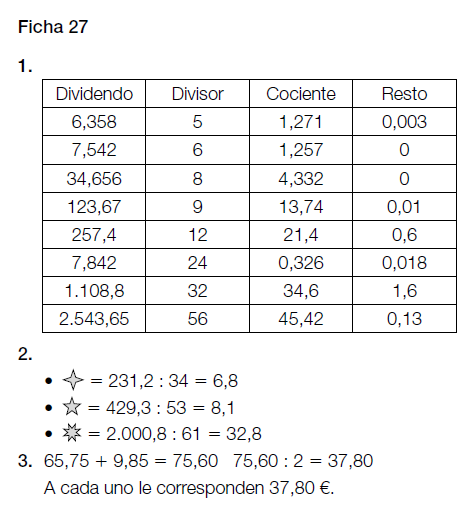 Ficha 27
1.
Dividendo Divisor Cociente Resto
6,358 5 1,271 0,003
7,542 6 1,257 0
34,656 8 4,332 0
123,67 9 13,74 0,01
257,4 12 21,4 0,6
7,842 24 0,326 0,018
1.108,8 32 34,6 1,6
2.543,65 56 45,42 0,13
2.
• = 231,2 : 34 = 6,8
• = 429,3 : 53 = 8,1
• = 2.000,8 : 61 = 32,8
3. 65,75 + 9,85 = 75,60 75,60 : 2 = 37,80
A cada uno le corresponden 37,80 €.